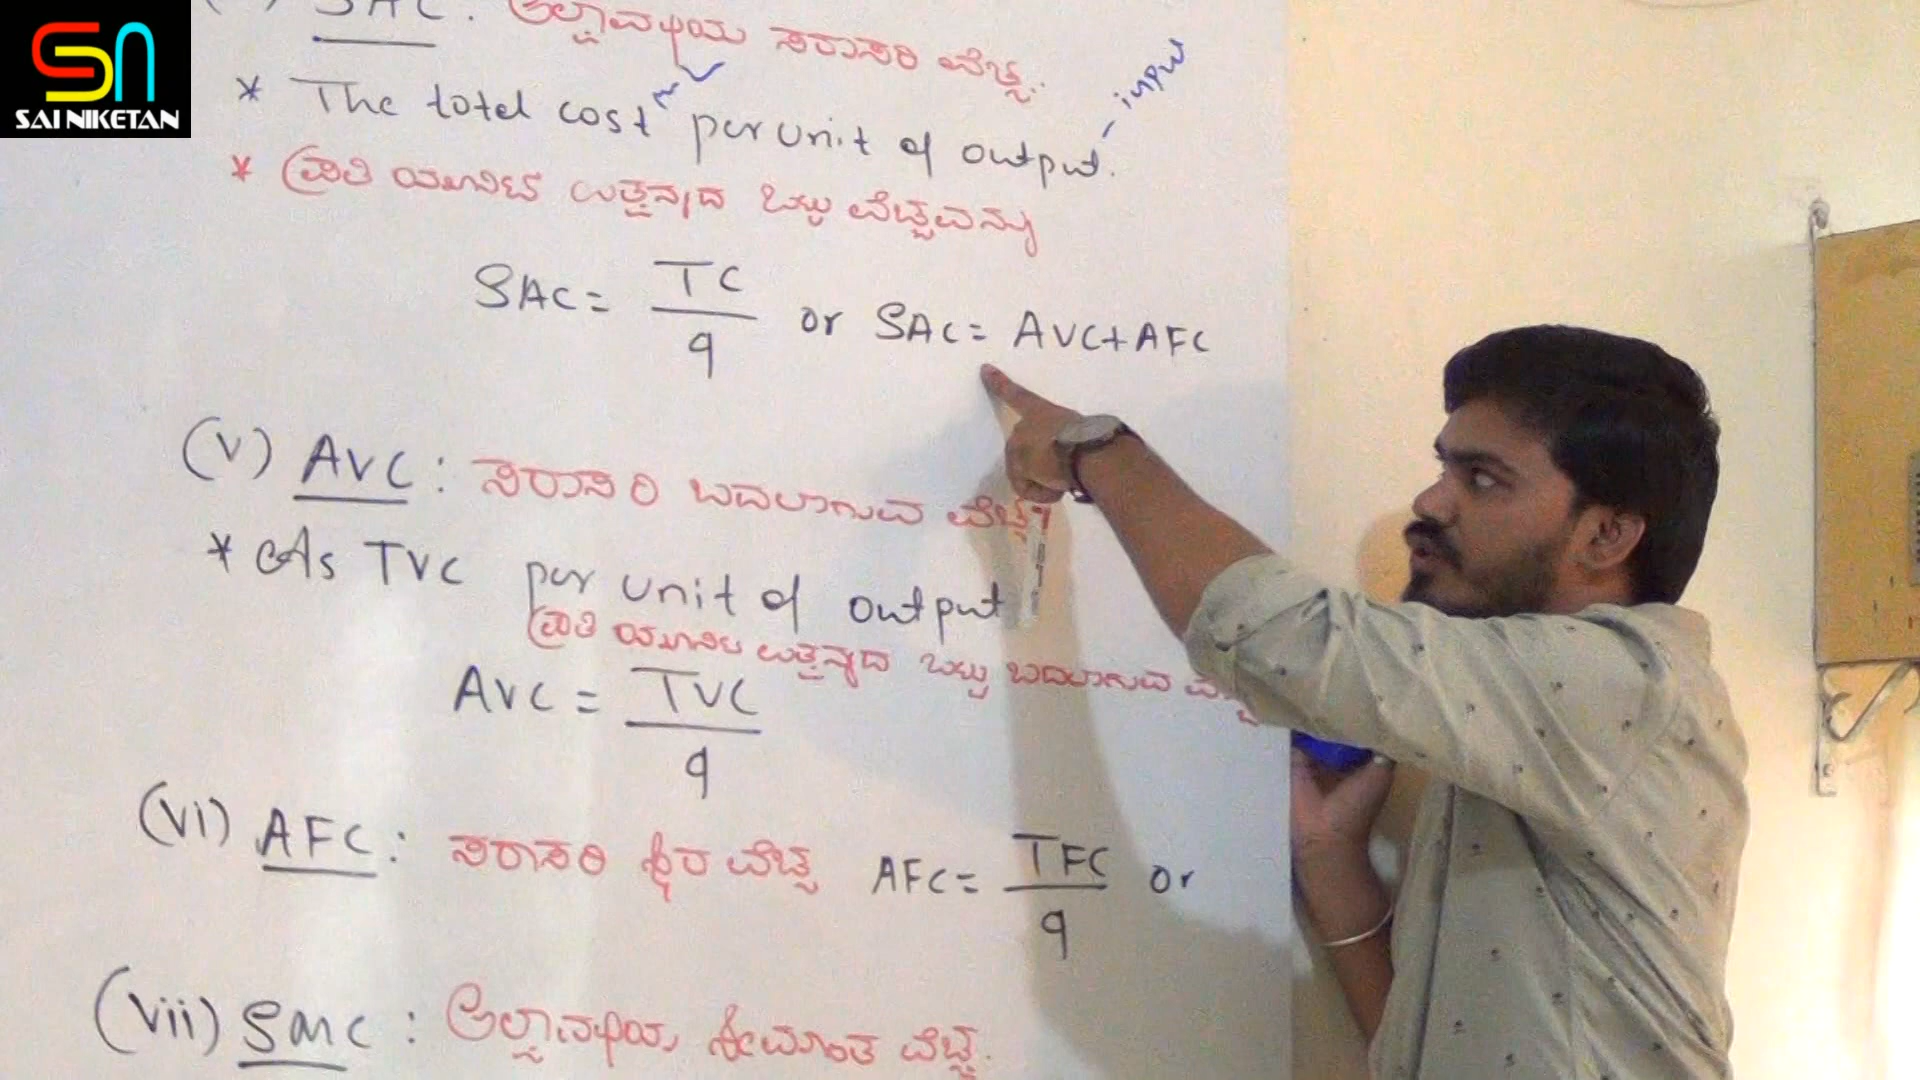 SAI NIKETAN
SAC : ಅಲ್ಪಾವಧಿಯ ಸರಾಸರಿ ವೆಚ್ಚ.
* The total cost per unit of output. – input
* ಪ್ರತಿ ಯೂನಿಟ್ ಉತ್ಪನ್ನದ ಒಟ್ಟು ವೆಚ್ಚವನ್ನು
SAC = TC / q or SAC = AVC + AFC
(v) AVC : ಸರಾಸರಿ ಬದಲಾಗುವ ವೆಚ್ಚ
* As TVC per unit of output
ಪ್ರತಿ ಯೂನಿಟ ಉತ್ಪನ್ನದ ಒಟ್ಟು ಬದಲಾಗುವ
AVC = TVC / q
(vi) AFC : ಸರಾಸರಿ ಸ್ಥಿರ ವೆಚ್ಚ AFC = TFC / q or
(vii) SMC : ಅಲ್ಪಾವಧಿಯ ಸೀಮಾಂತ ವೆಚ್ಚ.